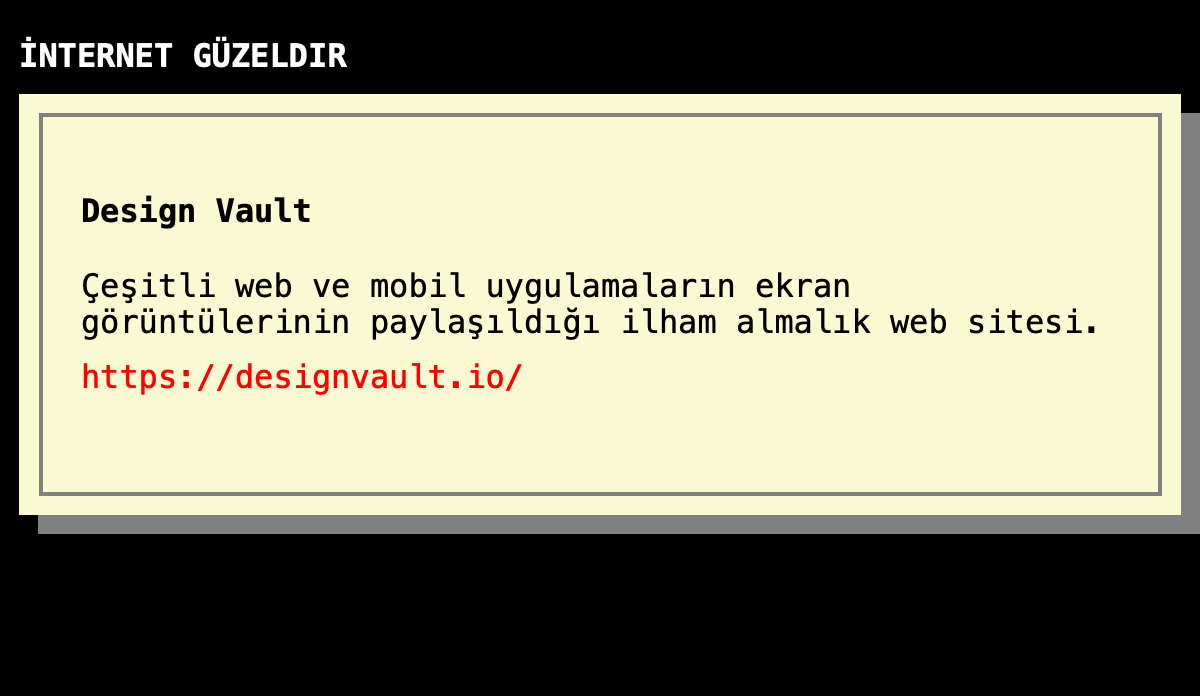 İNTERNET GÜZELDIR
Design Vault
Çeşitli web ve mobil uygulamaların ekran
görüntülerinin paylaşıldığı ilham almalık web sitesi.
https://designvault.io/